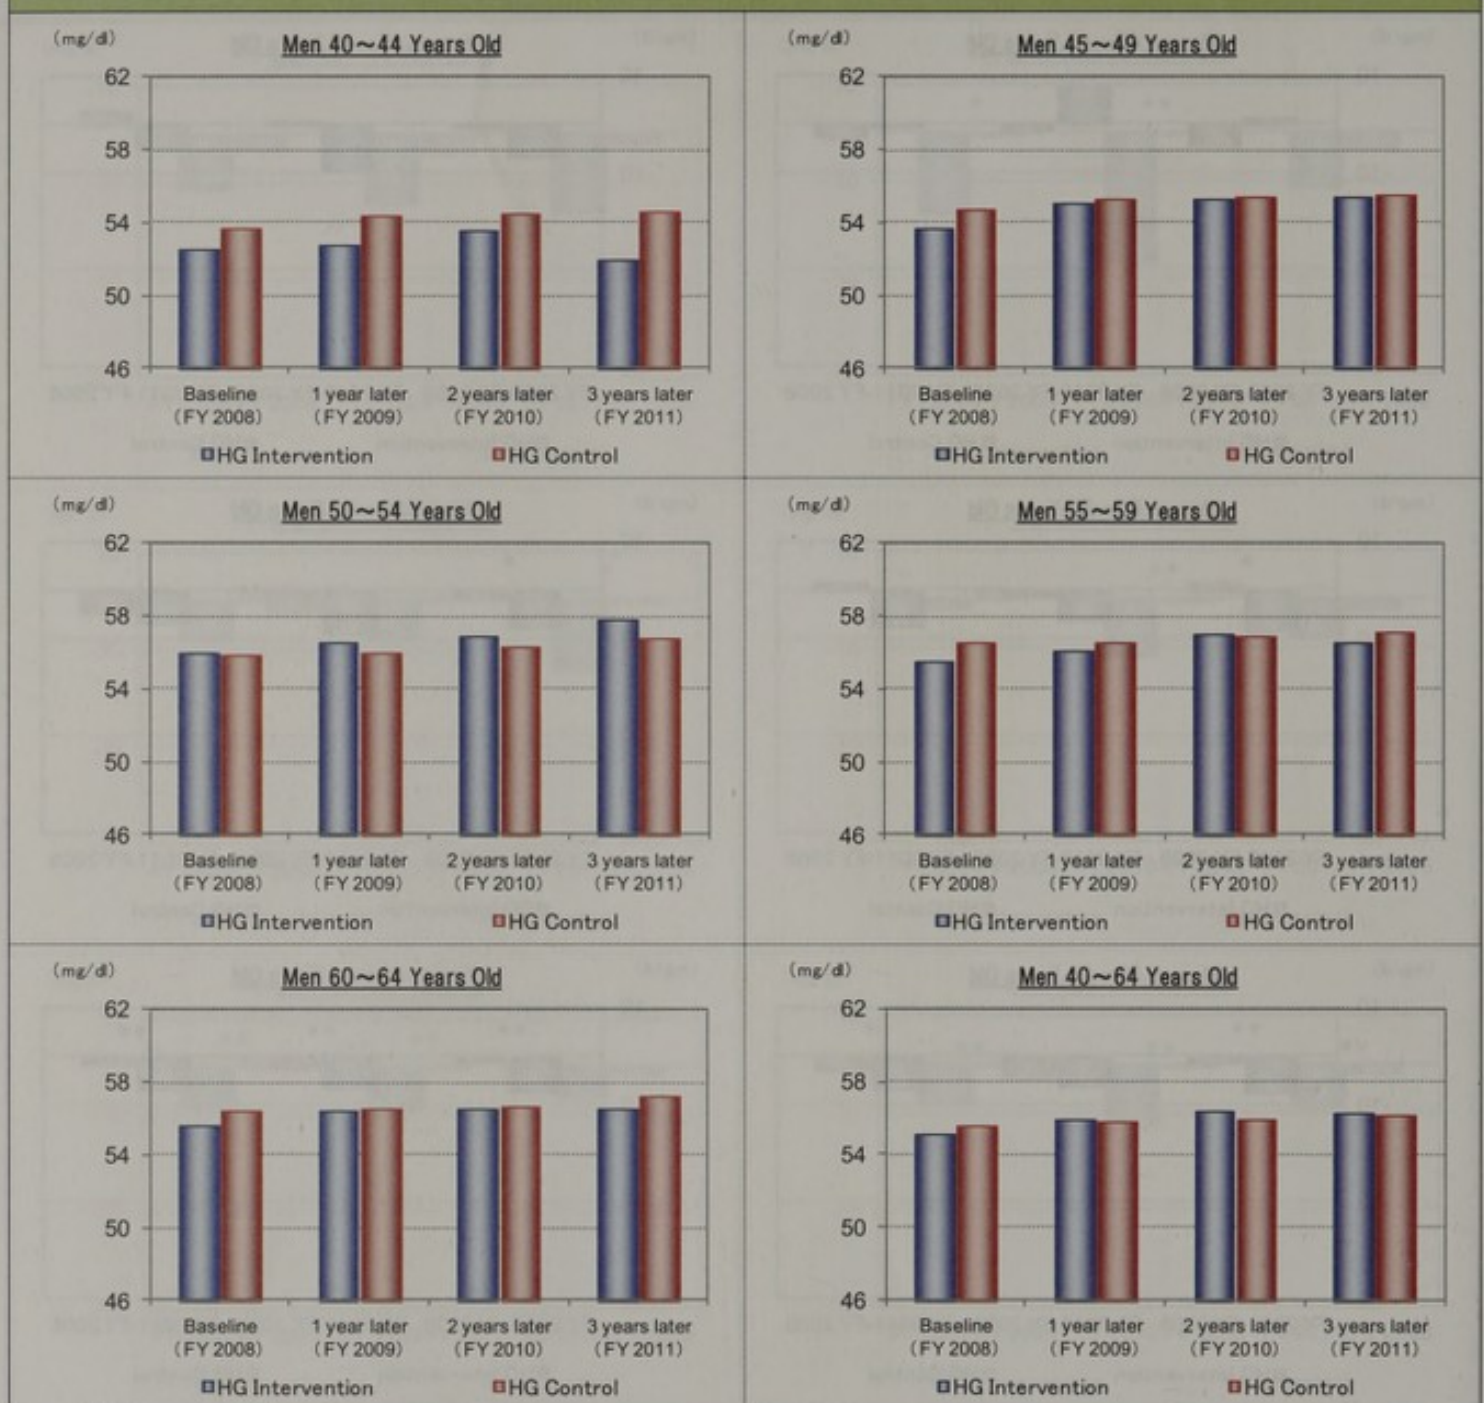 (mg/dl)
Men 40～44 Years Old
62
58
54
50
46
Baseline 1 year later 2 years later 3 years later
(FY 2008) (FY 2009) (FY 2010) (FY 2011)
HG Intervention HG Control
(mg/dl)
Men 45～49 Years Old
62
58
54
50
46
Baseline 1 year later 2 years later 3 years later
(FY 2008) (FY 2009) (FY 2010) (FY 2011)
HG Intervention HG Control
(mg/dl)
Men 50～54 Years Old
62
58
54
50
46
Baseline 1 year later 2 years later 3 years later
(FY 2008) (FY 2009) (FY 2010) (FY 2011)
HG Intervention HG Control
(mg/dl)
Men 55～59 Years Old
62
58
54
50
46
Baseline 1 year later 2 years later 3 years later
(FY 2008) (FY 2009) (FY 2010) (FY 2011)
HG Intervention HG Control
(mg/dl)
Men 60～64 Years Old
62
58
54
50
46
Baseline 1 year later 2 years later 3 years later
(FY 2008) (FY 2009) (FY 2010) (FY 2011)
HG Intervention HG Control
(mg/dl)
Men 40～64 Years Old
62
58
54
50
46
Baseline 1 year later 2 years later 3 years later
(FY 2008) (FY 2009) (FY 2010) (FY 2011)
HG Intervention HG Control